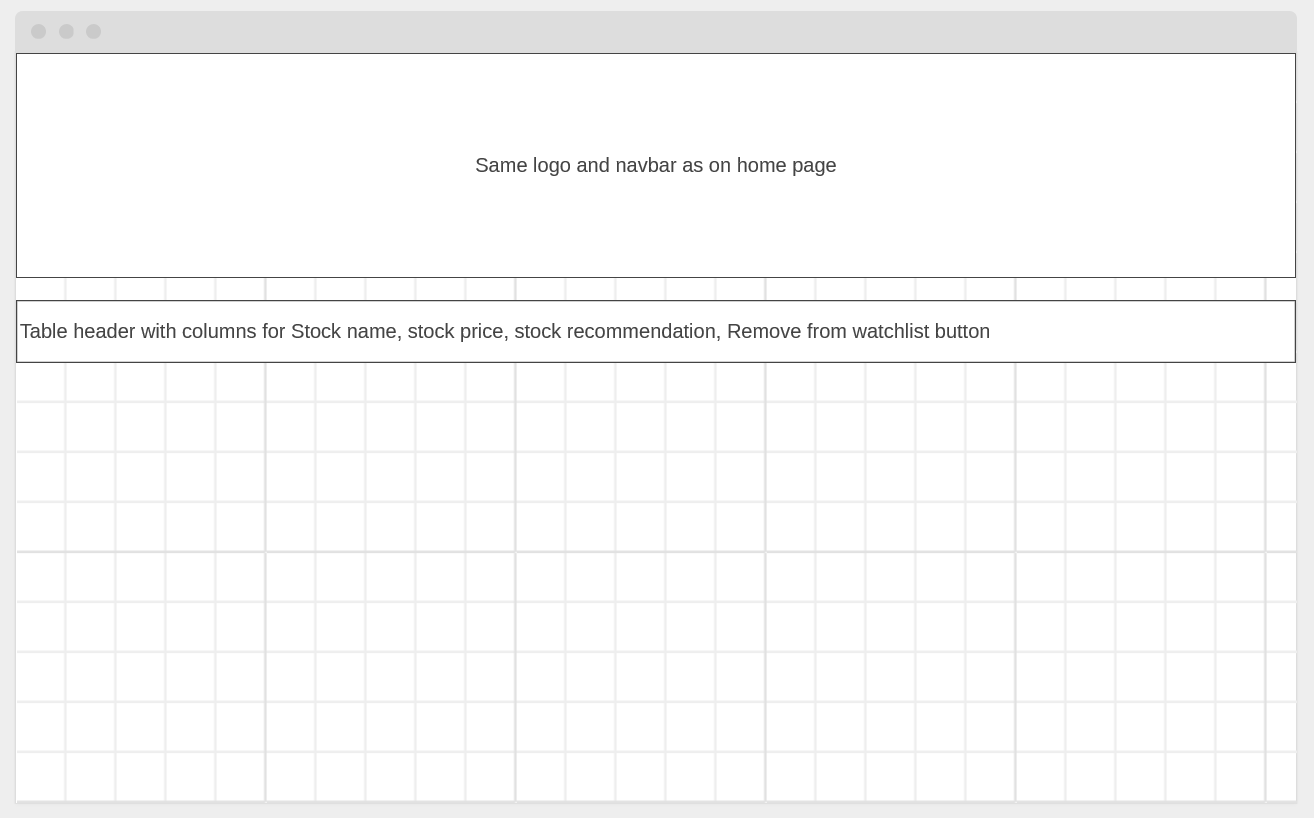 Same logo and navbar as on home page
Table header with columns for Stock name, stock price, stock recommendation, Remove from watchlist button